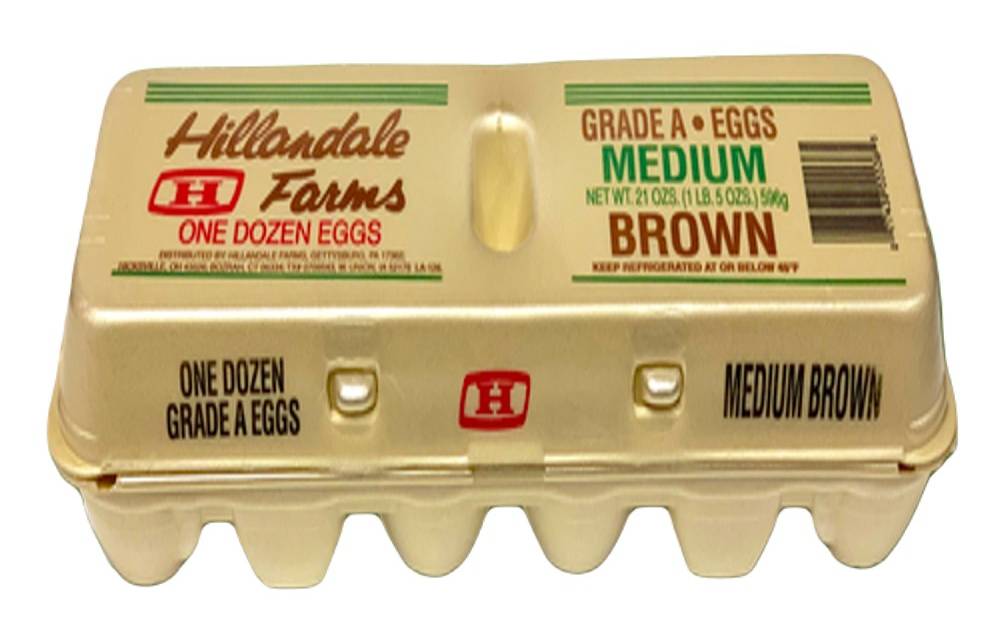 Hillandale
H Farms
ONE DOZEN EGGS
DISTRIBUTED BY HILLANDALE FARMS, GETTYSBURG, PA 17325
GRADE A • EGGS
MEDIUM
NET WT. 21 OZS. (1 LB. 5 OZS.) 596g
BROWN
KEEP REFRIGERATED AT OR BELOW 45°F
ONE DOZEN
GRADE A EGGS
H
MEDIUM BROWN